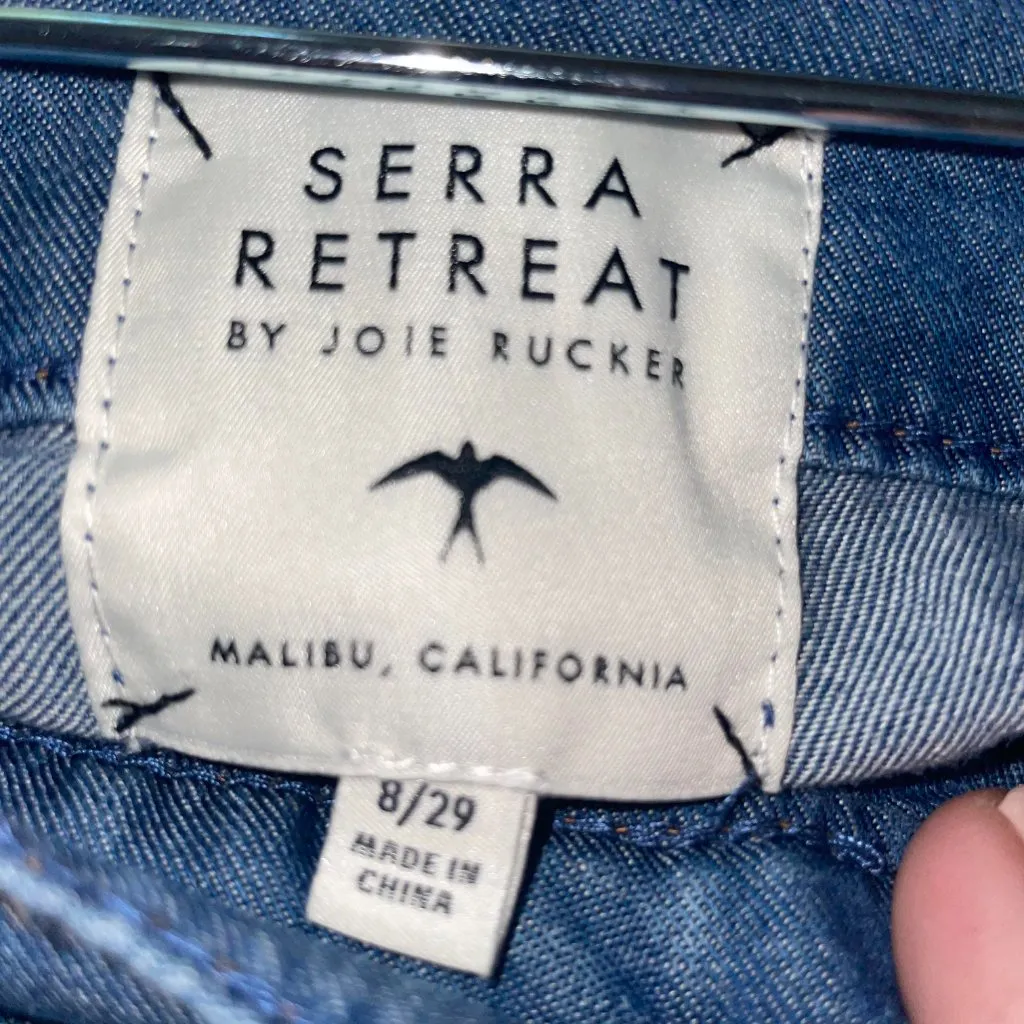 SERRA
RETREAT
BY JOIE RUCKER
MALIBU, CALIFORNIA
8/29
MADE IN
CHINA